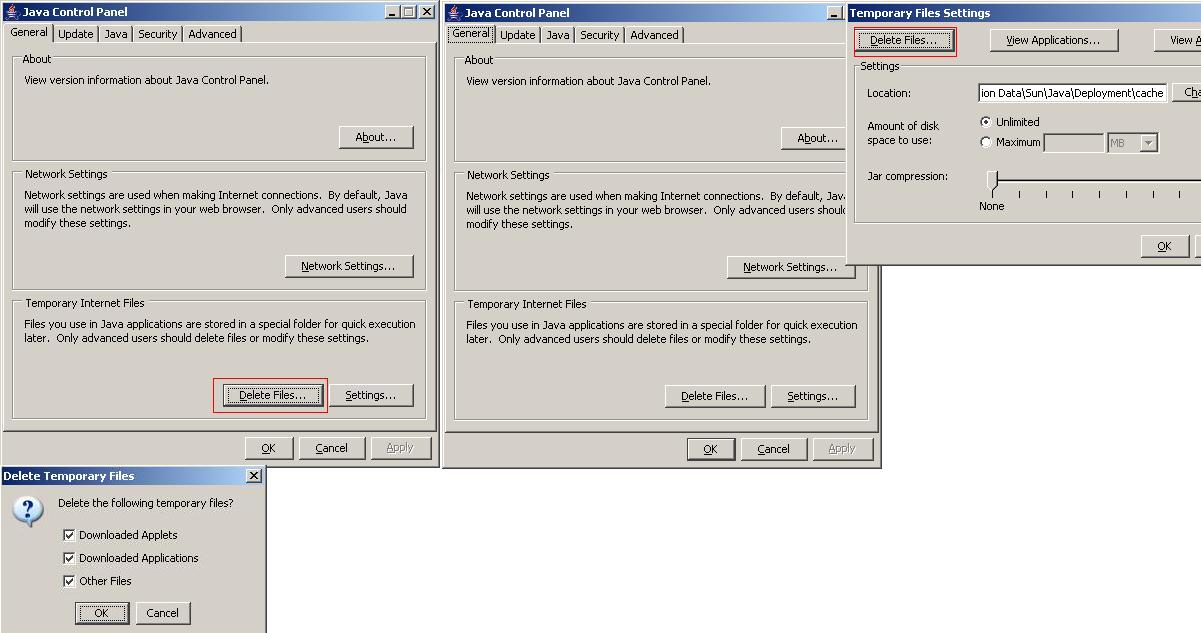 Java Control Panel
General Update Java Security Advanced
About
View version information about Java Control Panel.
About...
Network Settings
Network settings are used when making Internet connections. By default, Java
will use the network settings in your web browser. Only advanced users should
modify these settings.
Network Settings...
Temporary Internet Files
Files you use in Java applications are stored in a special folder for quick execution
later. Only advanced users should delete files or modify these settings.
Delete Files... Settings...
OK Cancel Apply
Delete Temporary Files
Delete the following temporary files?
Downloaded Applets
Downloaded Applications
Other Files
OK Cancel
Java Control Panel
General Update Java Security Advanced
About
View version information about Java Control Panel.
About...
Network Settings
Network settings are used when making Internet connections. By default, Java
will use the network settings in your web browser. Only advanced users shoul
modify these settings.
Network Settings...
Temporary Internet Files
Files you use in Java applications are stored in a special folder for quick execution
later. Only advanced users should delete files or modify these settings.
Delete Files... Settings...
OK Cancel Apply
Temporary Files Settings
Delete Files... View Applications... View A
Settings
Location: ion Data\Sun\Java\Deployment\cache Cha
Amount of disk
space to use:
Unlimited
Maximum MB
Jar compression:
None
OK